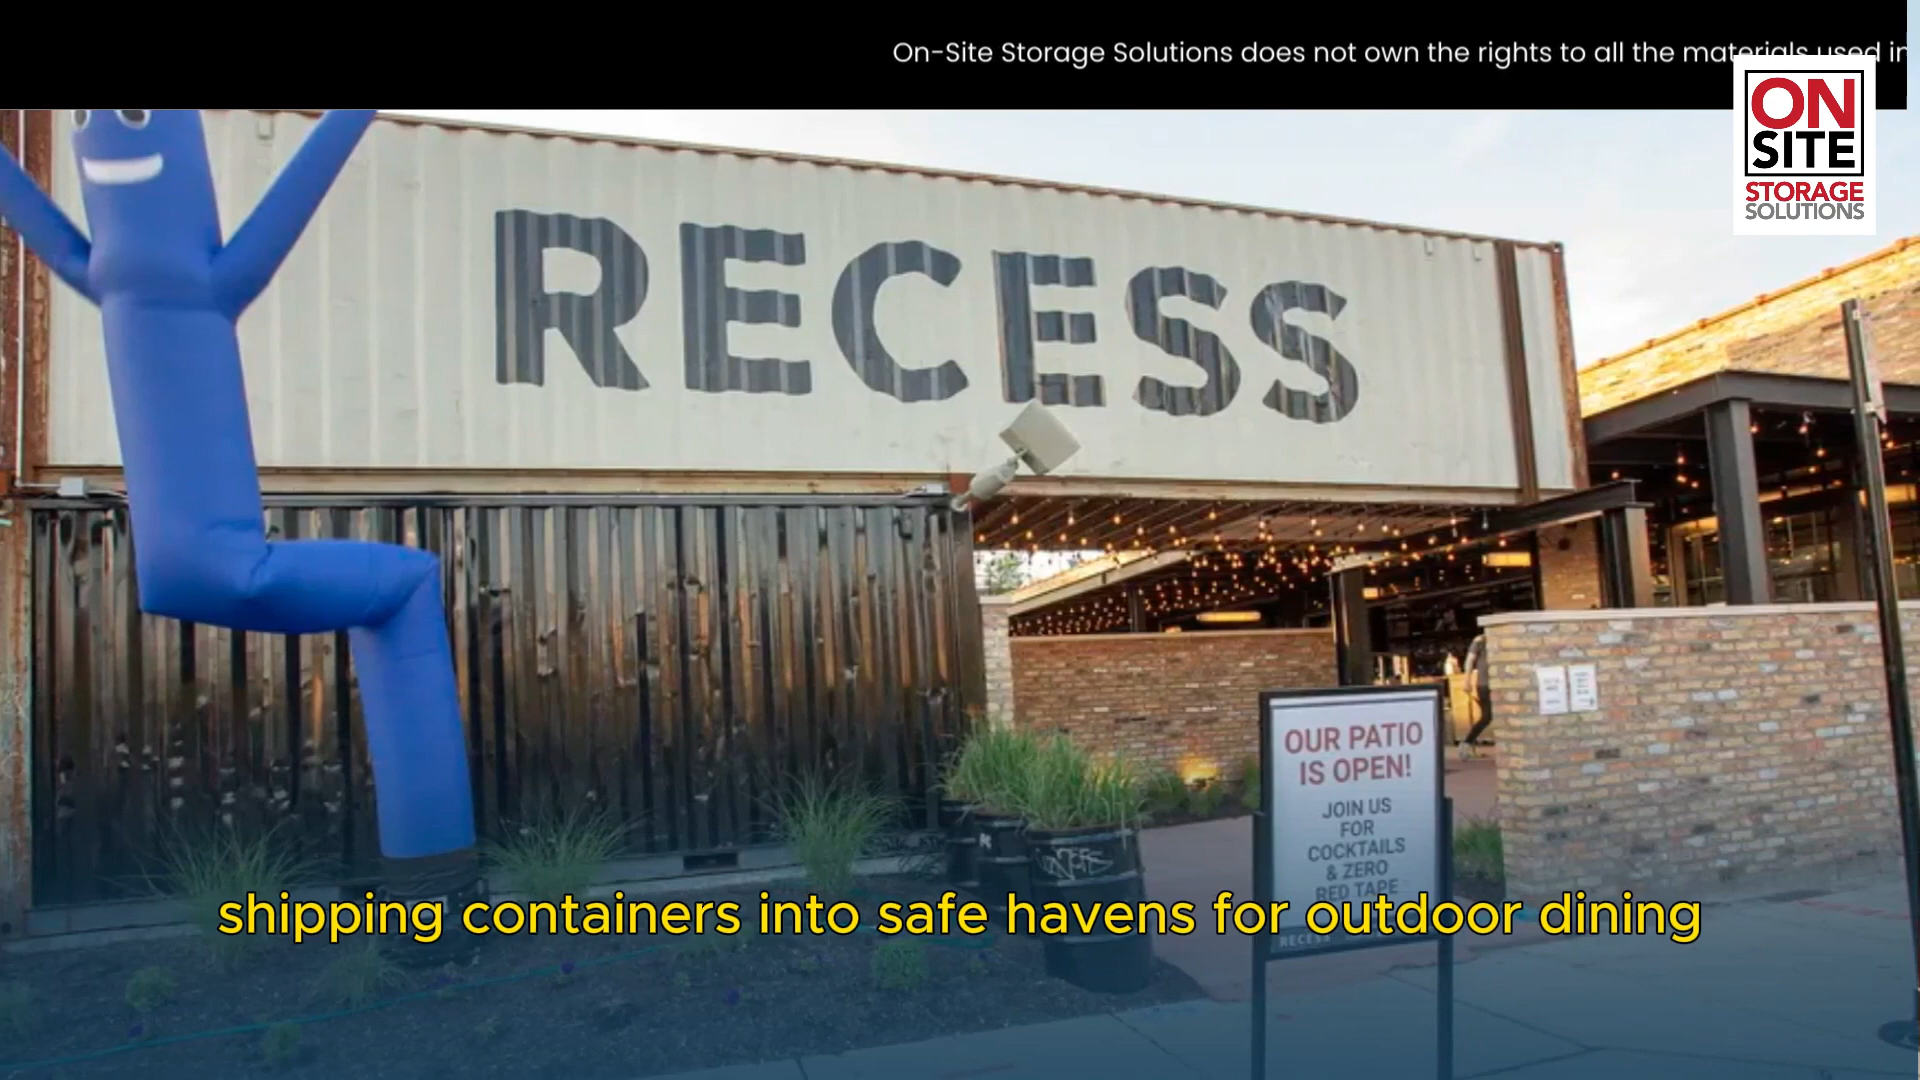 On-Site Storage Solutions does not own the rights to all the materials used in
ON
SITE
STORAGE
SOLUTIONS
RECESS
OUR PATIO
IS OPEN!
JOIN US
FOR
COCKTAILS
& ZERO
RED TAPE
RECESS
shipping containers into safe havens for outdoor dining